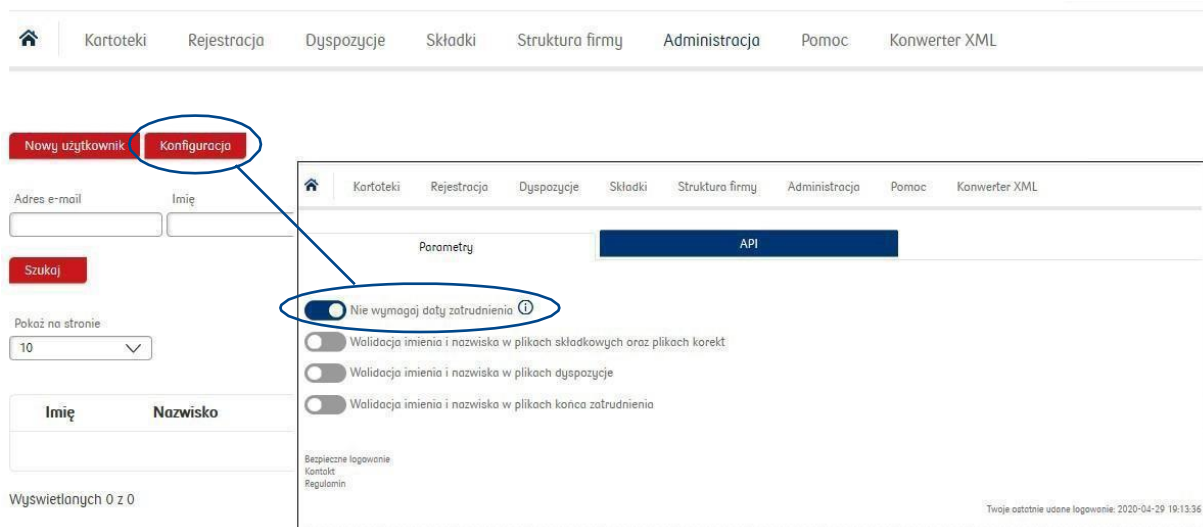 Kartoteki Rejestracja Dyspozycje Składki Struktura firmy Administracja Pomoc Konwerter XML
Nowy użytkownik Konfiguracja
Adres e-mail Imię
Szukaj
Pokaż na stronie
10
Imię Nazwisko
Wyswietlanych 0 z 0
Kartoteki Rejestracja Dyspozycje Składki Struktura firmy Administracja Pomoc Konwerter XML
Parametry API
Nie wymagaj daty zatrudnienia
Walidacja imienia i nazwiska w plikach składkowych oraz plikach korekt
Walidacja imienia i nazwiska w plikach dyspozycje
Walidacja imienia i nazwiska w plikach końca zatrudnienia
Bezpieczne logowanie
Kontakt
Regulamin
Twoje ostatnie udane logowanie: 2020-04-29 19:13:36